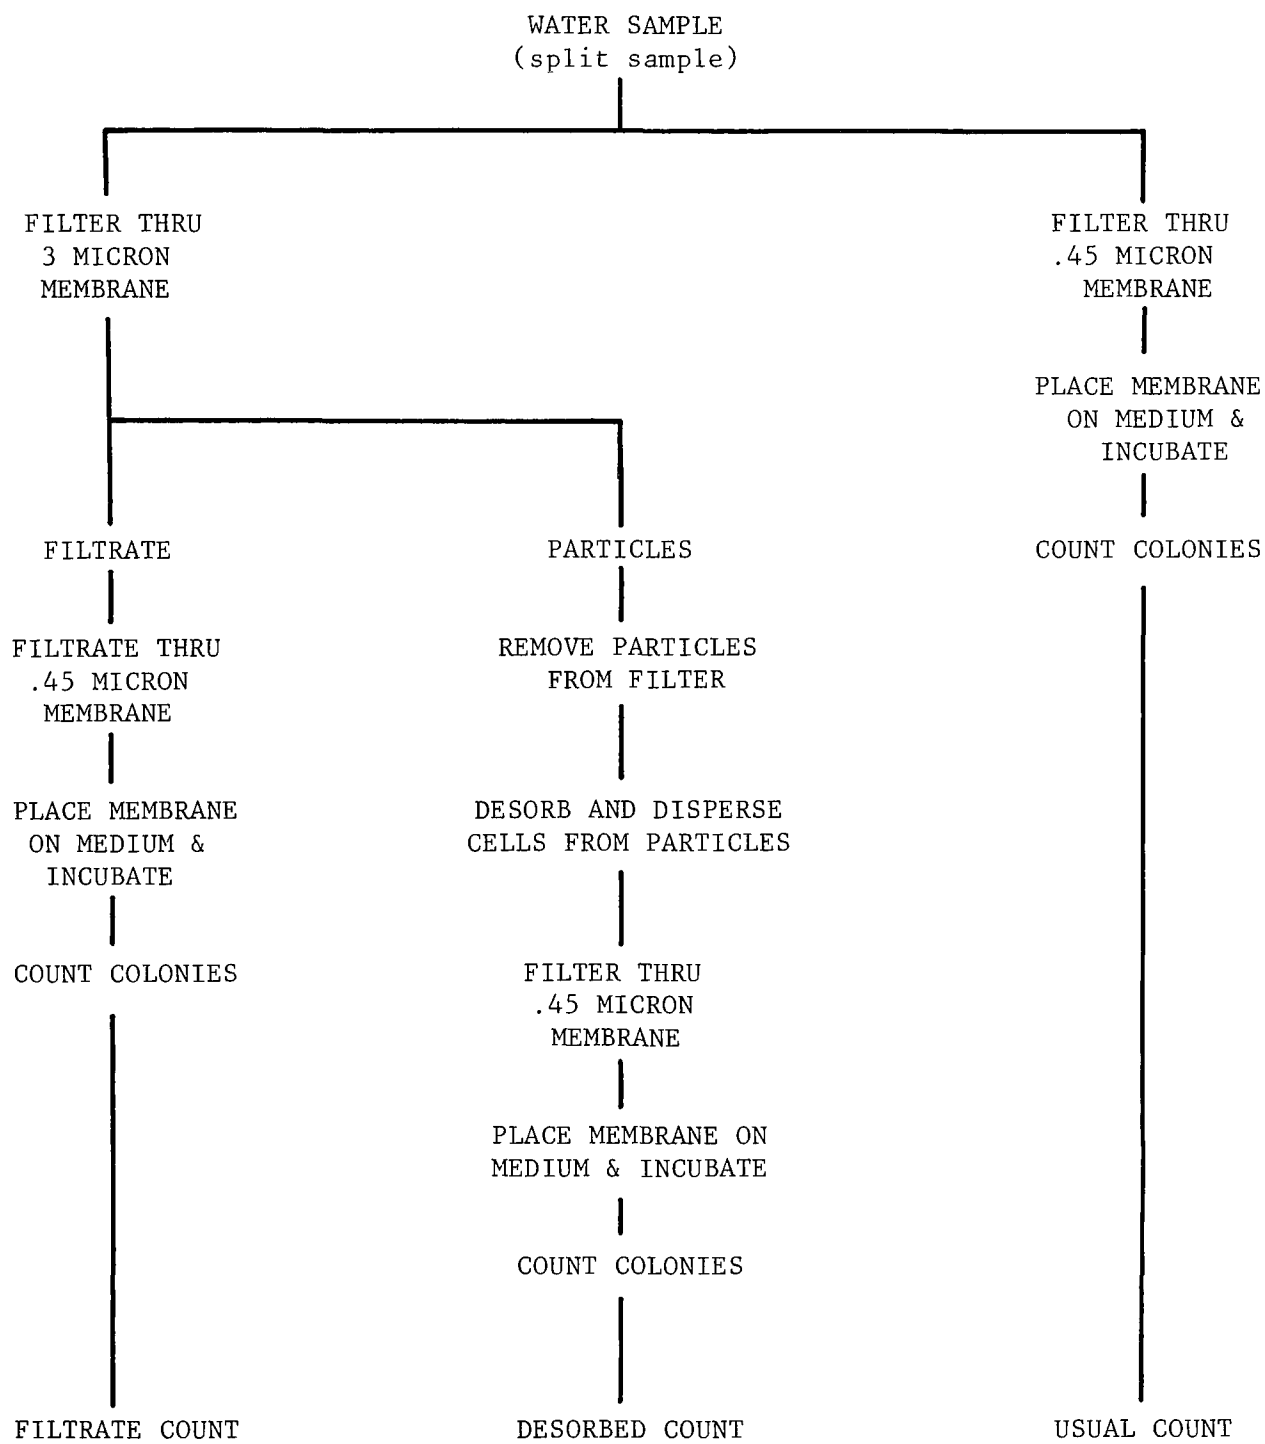 WATER SAMPLE
(split sample)
FILTER THRU
3 MICRON
MEMBRANE
FILTRATE
FILTRATE THRU
.45 MICRON
MEMBRANE
PLACE MEMBRANE
ON MEDIUM &
INCUBATE
COUNT COLONIES
FILTRATE COUNT
PARTICLES
REMOVE PARTICLES
FROM FILTER
DESORB AND DISPERSE
CELLS FROM PARTICLES
FILTER THRU
.45 MICRON
MEMBRANE
PLACE MEMBRANE ON
MEDIUM & INCUBATE
COUNT COLONIES
DESORBED COUNT
FILTER THRU
.45 MICRON
MEMBRANE
PLACE MEMBRANE
ON MEDIUM &
INCUBATE
COUNT COLONIES
USUAL COUNT